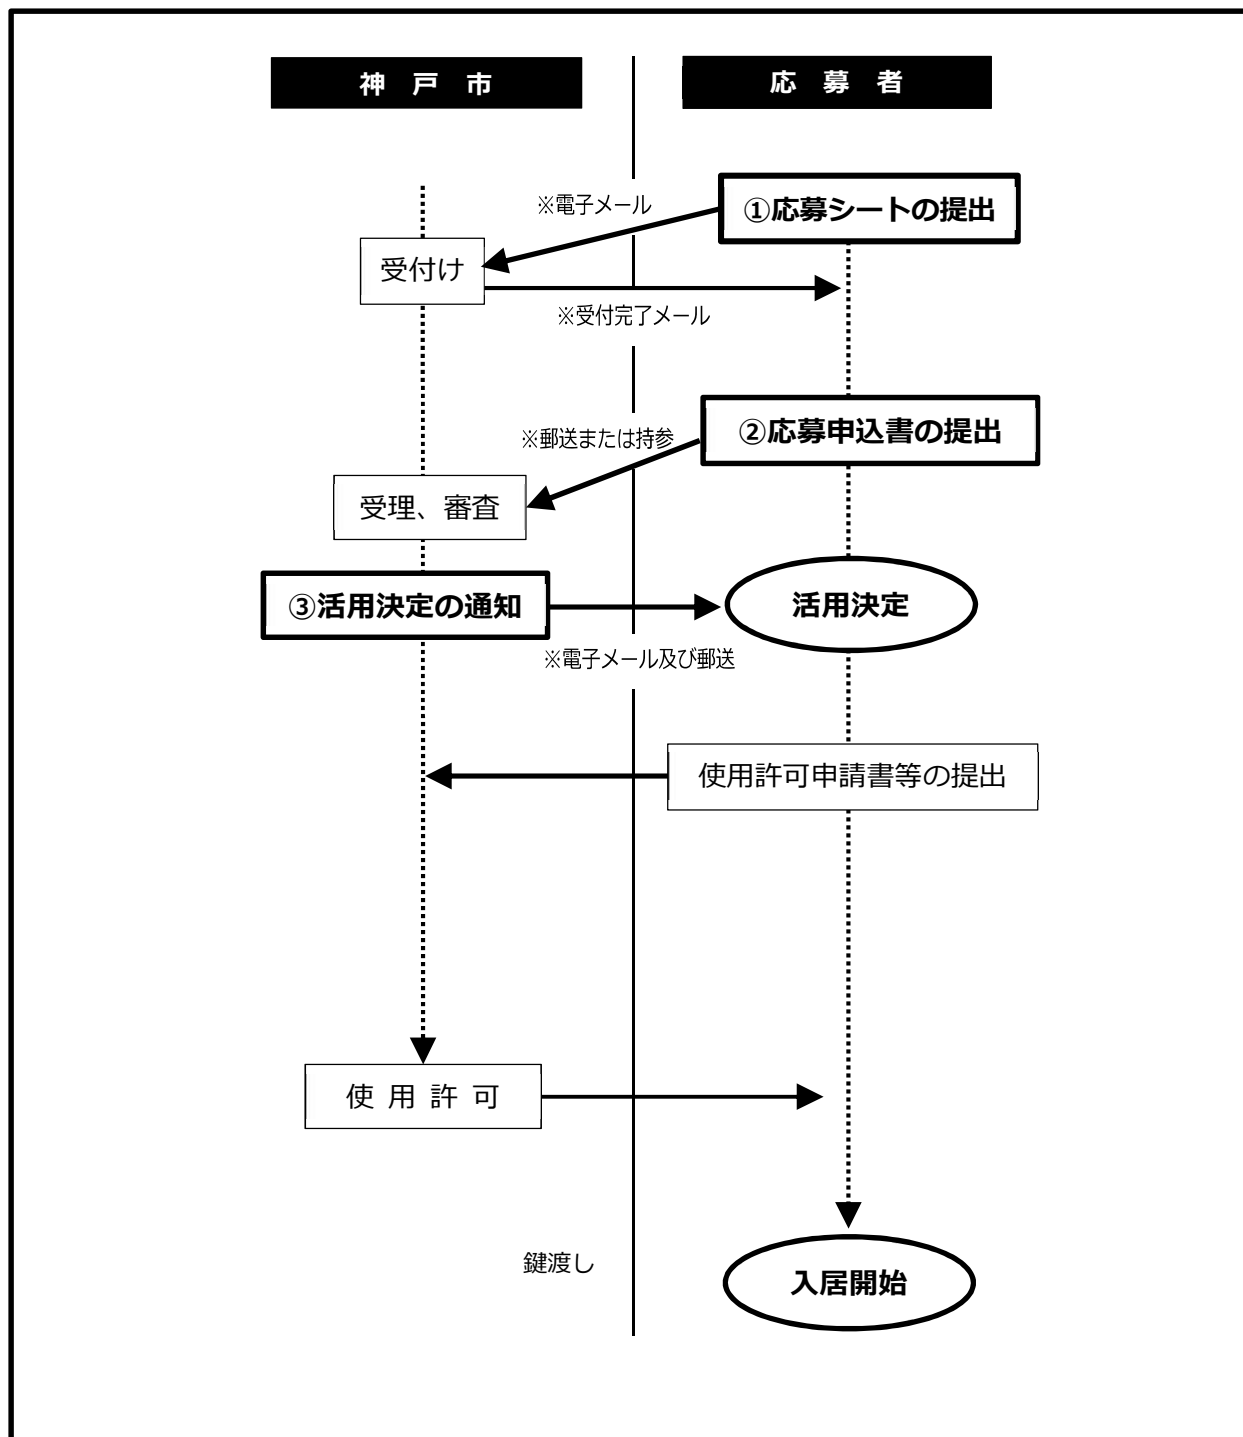 神 戸 市
応 募 者
①応募シートの提出
※電子メール
受付け
※受付完了メール
②応募申込書の提出
※郵送または持参
受理、審査
③活用決定の通知
活用決定
※電子メール及び郵送
使用許可申請書等の提出
使 用 許 可
鍵渡し
入居開始